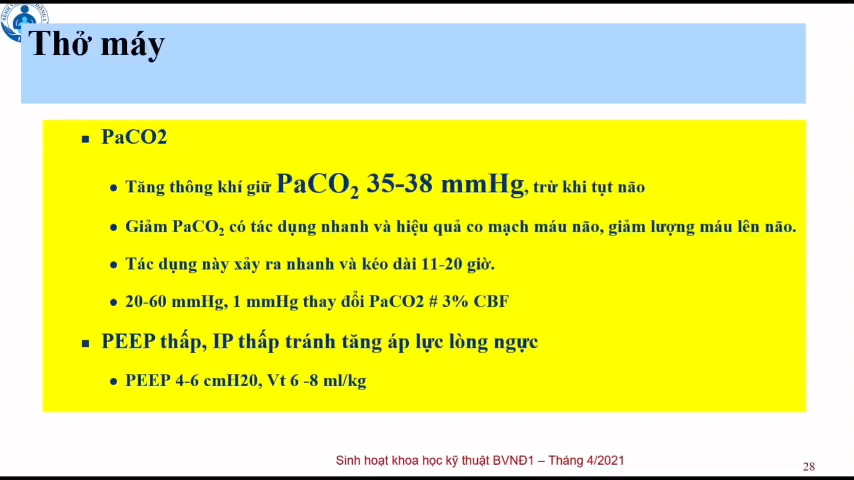 Thở máy
PaCO2
Tăng thông khí giữ PaCO₂ 35-38 mmHg, trừ khi tụt não
Giảm PaCO₂ có tác dụng nhanh và hiệu quả co mạch máu não, giảm lượng máu lên não.
Tác dụng này xảy ra nhanh và kéo dài 11-20 giờ.
20-60 mmHg, 1 mmHg thay đổi PaCO2 # 3% CBF
PEEP thấp, IP thấp tránh tăng áp lực lòng ngực
PEEP 4-6 cmH20, Vt 6 -8 ml/kg
Sinh hoạt khoa học kỹ thuật BVNĐ1 – Tháng 4/2021
28